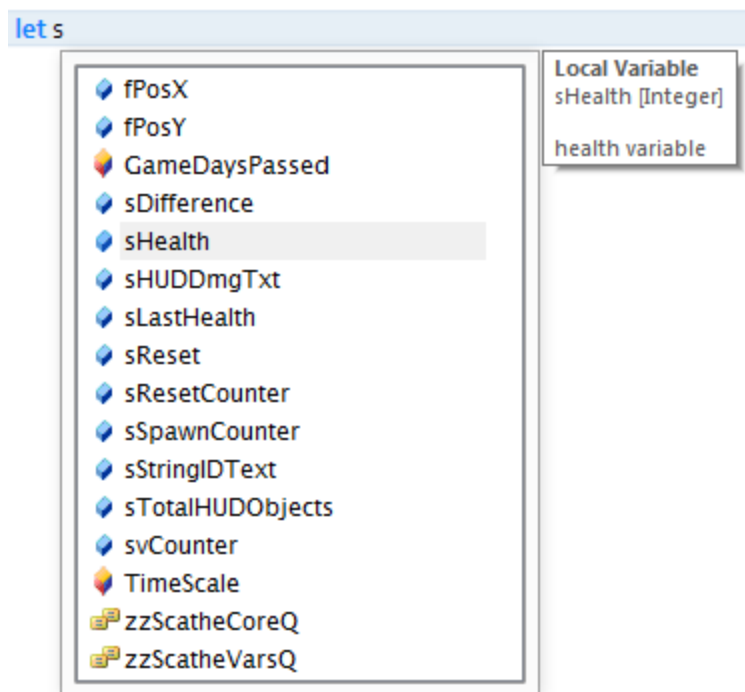 let s
fPosX
fPosY
GameDaysPassed
sDifference
sHealth
sHUDDmgTxt
sLastHealth
sReset
sResetCounter
sSpawnCounter
sStringIDText
sTotalHUDObjects
svCounter
TimeScale
zzScatheCoreQ
zzScatheVarsQ
Local Variable
sHealth [Integer]
health variable